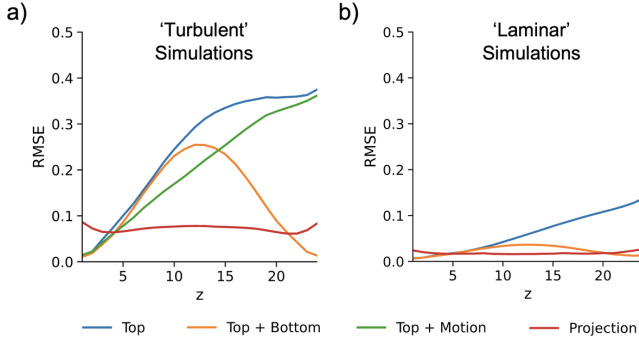 a)
'Turbulent'
Simulations
0.5
0.4
0.3
0.2
0.1
0.0
RMSE
5 10 15 20
z
b)
'Laminar'
Simulations
0.5
0.4
0.3
0.2
0.1
0.0
RMSE
5 10 15 20
z
Top Top + Bottom Top + Motion Projection